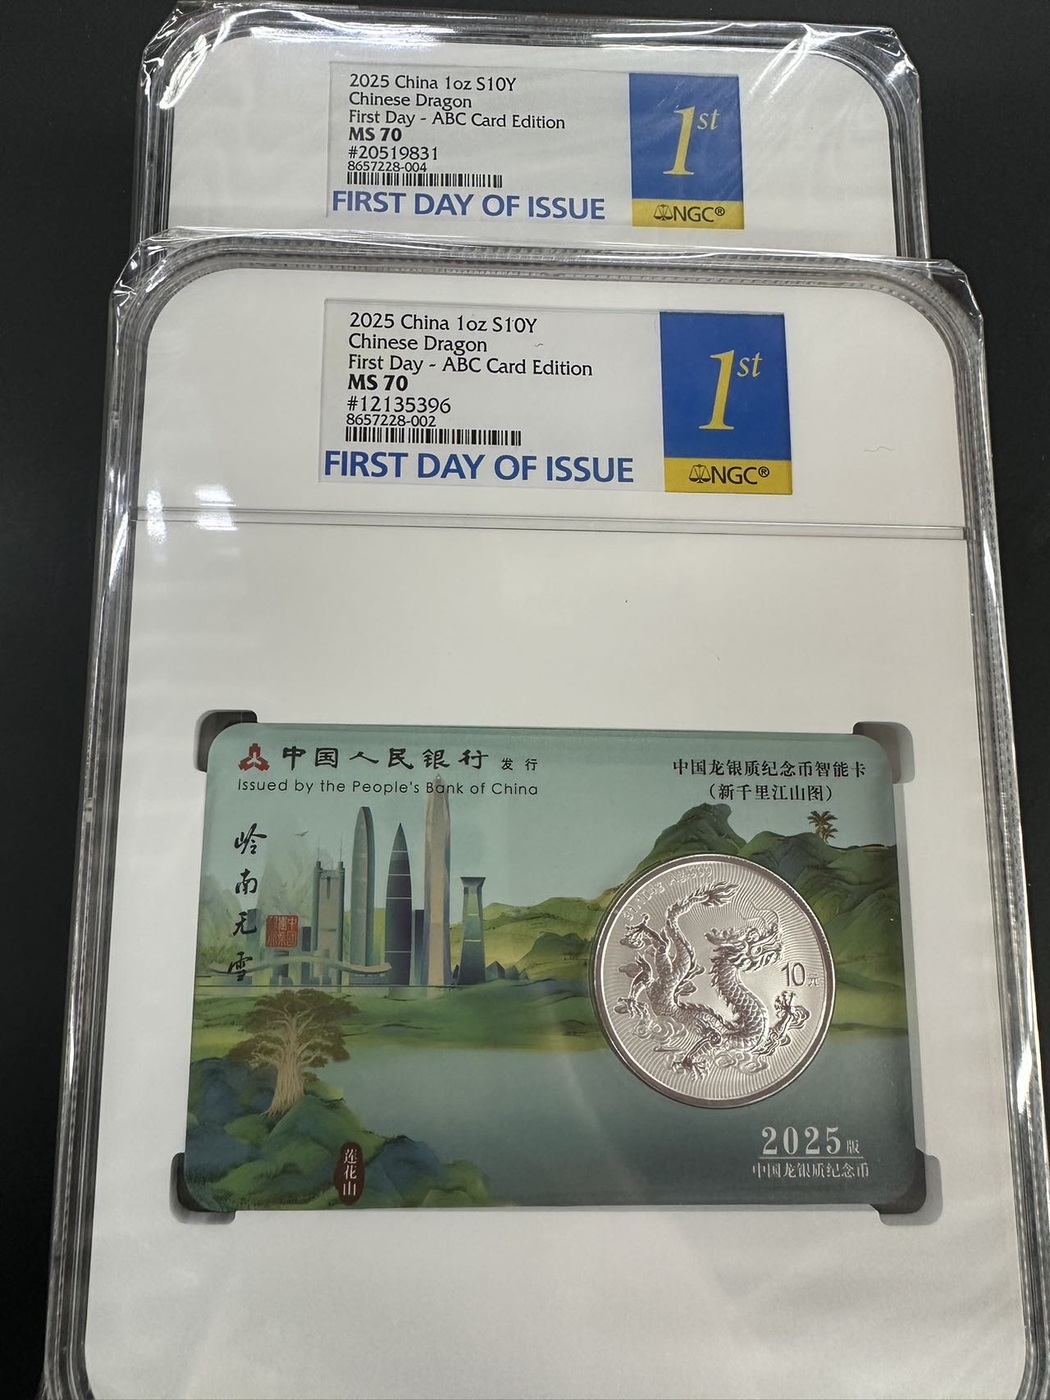 2025 China 1oz S10Y
Chinese Dragon
First Day - ABC Card Edition
MS 70
#20519831
8657228-004
FIRST DAY OF ISSUE
1st
NGC®
2025 China 1oz S10Y
Chinese Dragon
First Day - ABC Card Edition
MS 70
#12135396
8657228-002
FIRST DAY OF ISSUE
1st
NGC®
中国人民银行 发行
Issued by the People's Bank of China
中国龙银质纪念币智能卡
（新千里江山图）
岭南无雪
10元
莲花山
2025版
中国龙银质纪念币